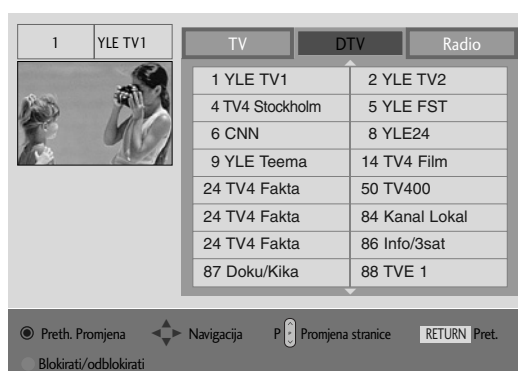 1 YLE TV1
TV DTV Radio
1 YLE TV1 2 YLE TV2
4 TV4 Stockholm 5 YLE FST
6 CNN 8 YLE24
9 YLE Teema 14 TV4 Film
24 TV4 Fakta 50 TV400
24 TV4 Fakta 84 Kanal Lokal
24 TV4 Fakta 86 Info/3sat
87 Doku/Kika 88 TVE 1
Preth. Promjena Navigacija P Promjena stranice RETURN Pret.
Blokirati/odblokirati